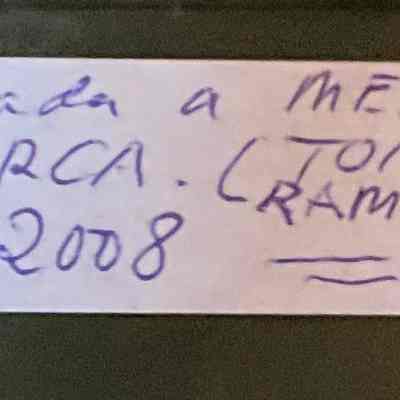 ada a ME
RCA. (TO
RAM
2008